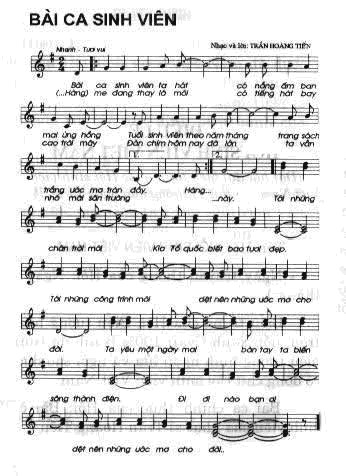 BÀI CA SINH VIÊN
Nhanh - Tươi vui
Nhạc và lời: TRẦN HOÀNG TIẾN
Bài ca sinh viên ta hát có nắng ấm ban
(...Hàng) me đang thay lá mới có tiếng hát bay
mai ửng hồng Tuổi sinh viên theo năm tháng trang sách
cao trời mây Đàn chim hôm nay đã lớn ta vẫn
1. 2.
trắng ước mơ tràn đầy. Hàng... Tới những
nhớ mãi sân trường ...này.
chân trời mới Kìa Tổ quốc biết bao tươi đẹp.
Tới những công trình mới dệt nên những ước mơ cho
đời. Ta yêu một ngày mai bàn tay ta biến
sông thành điện. Đi đi nào bạn ơi
dệt nên những ước mơ cho đời..